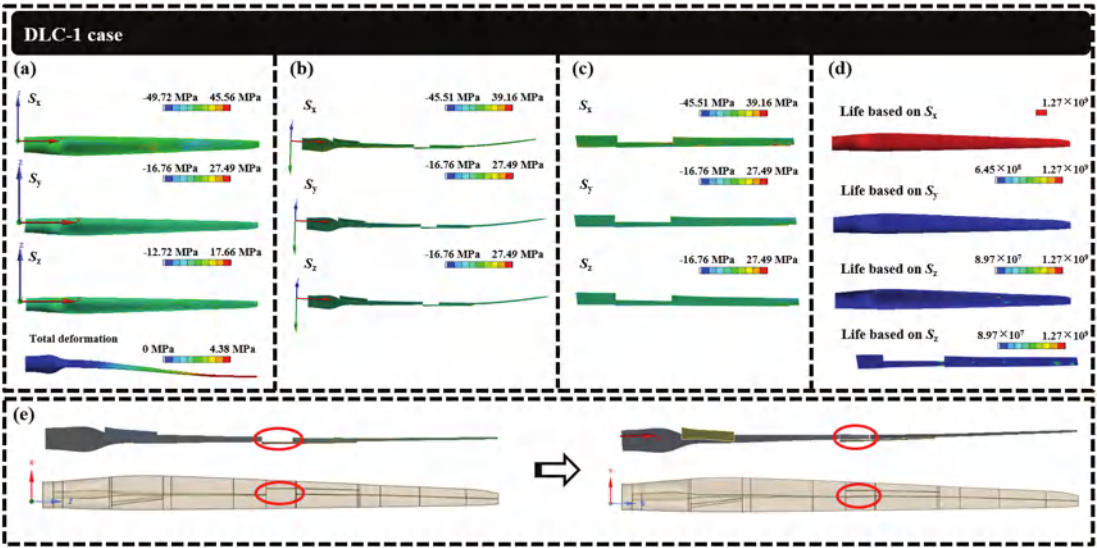 DLC-1 case
(a)
Sx
-49.72 MPa 45.56 MPa
Sy
-16.76 MPa 27.49 MPa
Sz
-12.72 MPa 17.66 MPa
Total deformation
0 MPa 4.38 MPa
(b)
Sx
-45.51 MPa 39.16 MPa
Sy
-16.76 MPa 27.49 MPa
Sz
-16.76 MPa 27.49 MPa
(c)
Sx
-45.51 MPa 39.16 MPa
Sy
-16.76 MPa 27.49 MPa
Sz
-16.76 MPa 27.49 MPa
(d)
Life based on Sx
1.27×10⁹
Life based on Sy
6.45×10⁸ 1.27×10⁹
Life based on Sz
8.97×10⁷ 1.27×10⁹
Life based on Sz
8.97×10⁷ 1.27×10⁹
(e)